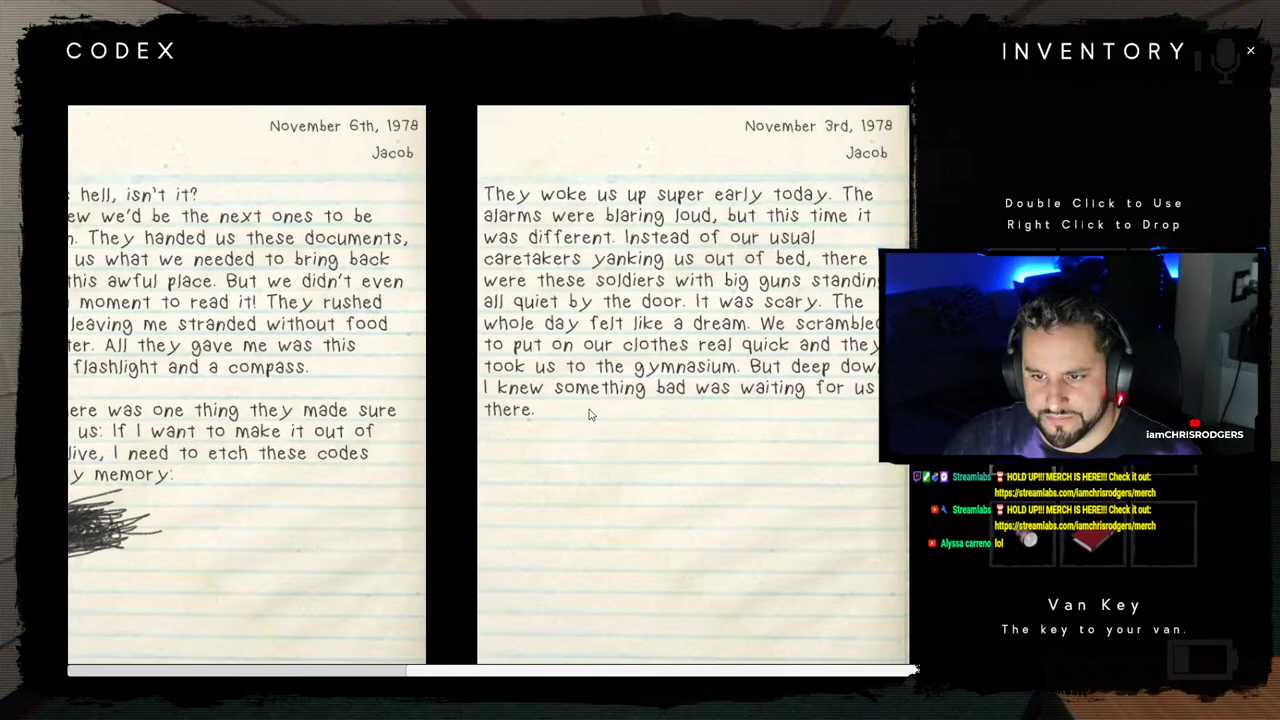 CODEX
INVENTORY
November 6th, 1978
Jacob
hell, isn't it?
we'd be the next ones to be
They handed us these documents,
us what we needed to bring back
this awful place. But we didn't even
moment to read it! They rushed
leaving me stranded without food
All they gave me was this
flashlight and a compass.
was one thing they made sure
us: If I want to make it out of
I need to etch these codes
memory:
November 3rd, 1978
Jacob
They woke us up super early today. The
alarms were blaring loud, but this time it
was different. Instead of our usual
caretakers yanking us out of bed, there
were these soldiers with big guns standin
all quiet by the door. It was scary. The
whole day felt like a dream. We scrambled
to put on our clothes real quick and they
took us to the gymnasium. But deep dow
I knew something bad was waiting for us
there.
Double Click to Use
Right Click to Drop
iamCHRISRODGERS
Streamlabs HOLD UP!!! MERCH IS HERE!!! Check it out:
https://streamlabs.com/iamchrisrodgers/merch
Streamlabs HOLD UP!!! MERCH IS HERE!!! Check it out:
https://streamlabs.com/iamchrisrodgers/merch
Alyssa carreno lol
Van Key
The key to your van.